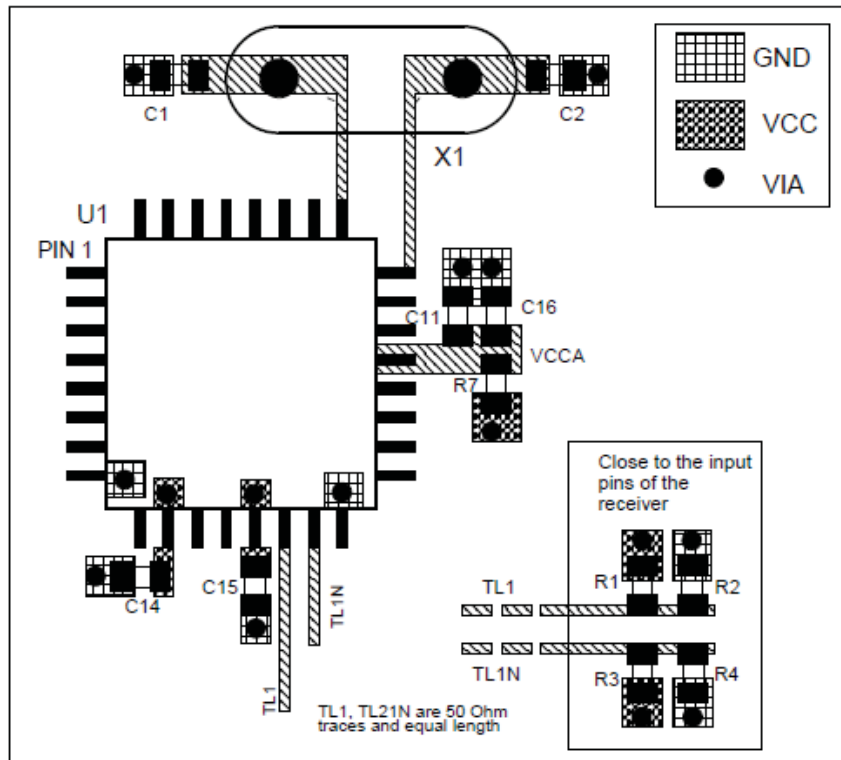 C1
C2
X1
GND
VCC
VIA
U1
PIN 1
C11
C16
VCCA
R7
C14
C15
TL1
TL1N
TL1, TL21N are 50 Ohm
traces and equal length
Close to the input
pins of the
receiver
R1
R2
TL1
TL1N
R3
R4